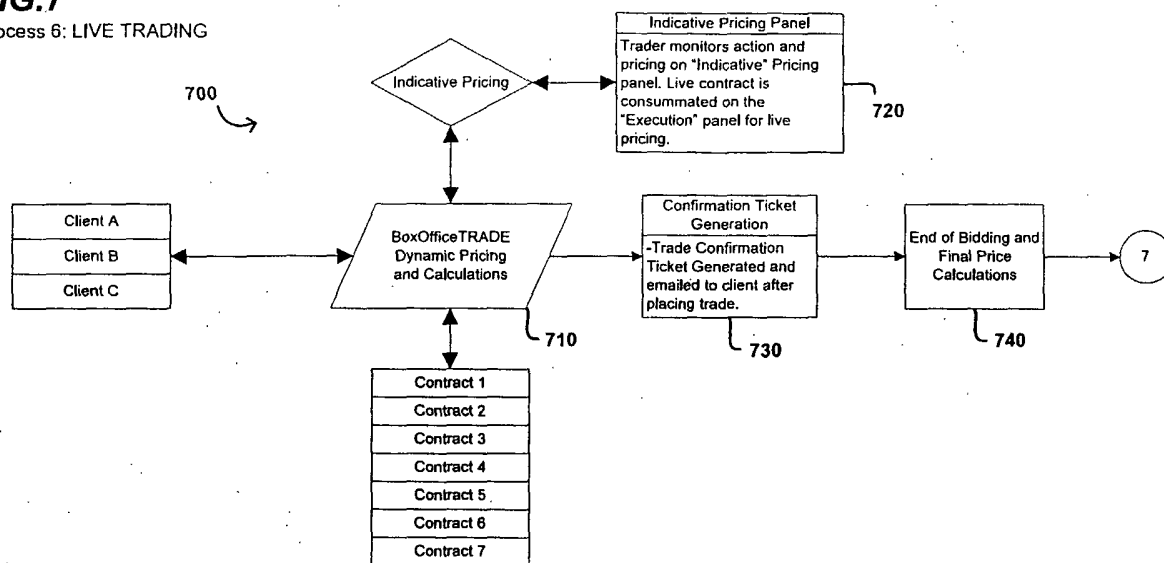 IG.7
ocess 6: LIVE TRADING
Indicative Pricing Panel
Trader monitors action and
pricing on "Indicative" Pricing
panel. Live contract is
consummated on the
"Execution" panel for live
pricing.
Indicative Pricing
700
720
Client A
Client B
Client C
BoxOfficeTRADE
Dynamic Pricing
and Calculations
710
Confirmation Ticket
Generation
-Trade Confirmation
Ticket Generated and
emailed to client after
placing trade.
730
End of Bidding and
Final Price
Calculations
740
7
Contract 1
Contract 2
Contract 3
Contract 4
Contract 5
Contract 6
Contract 7